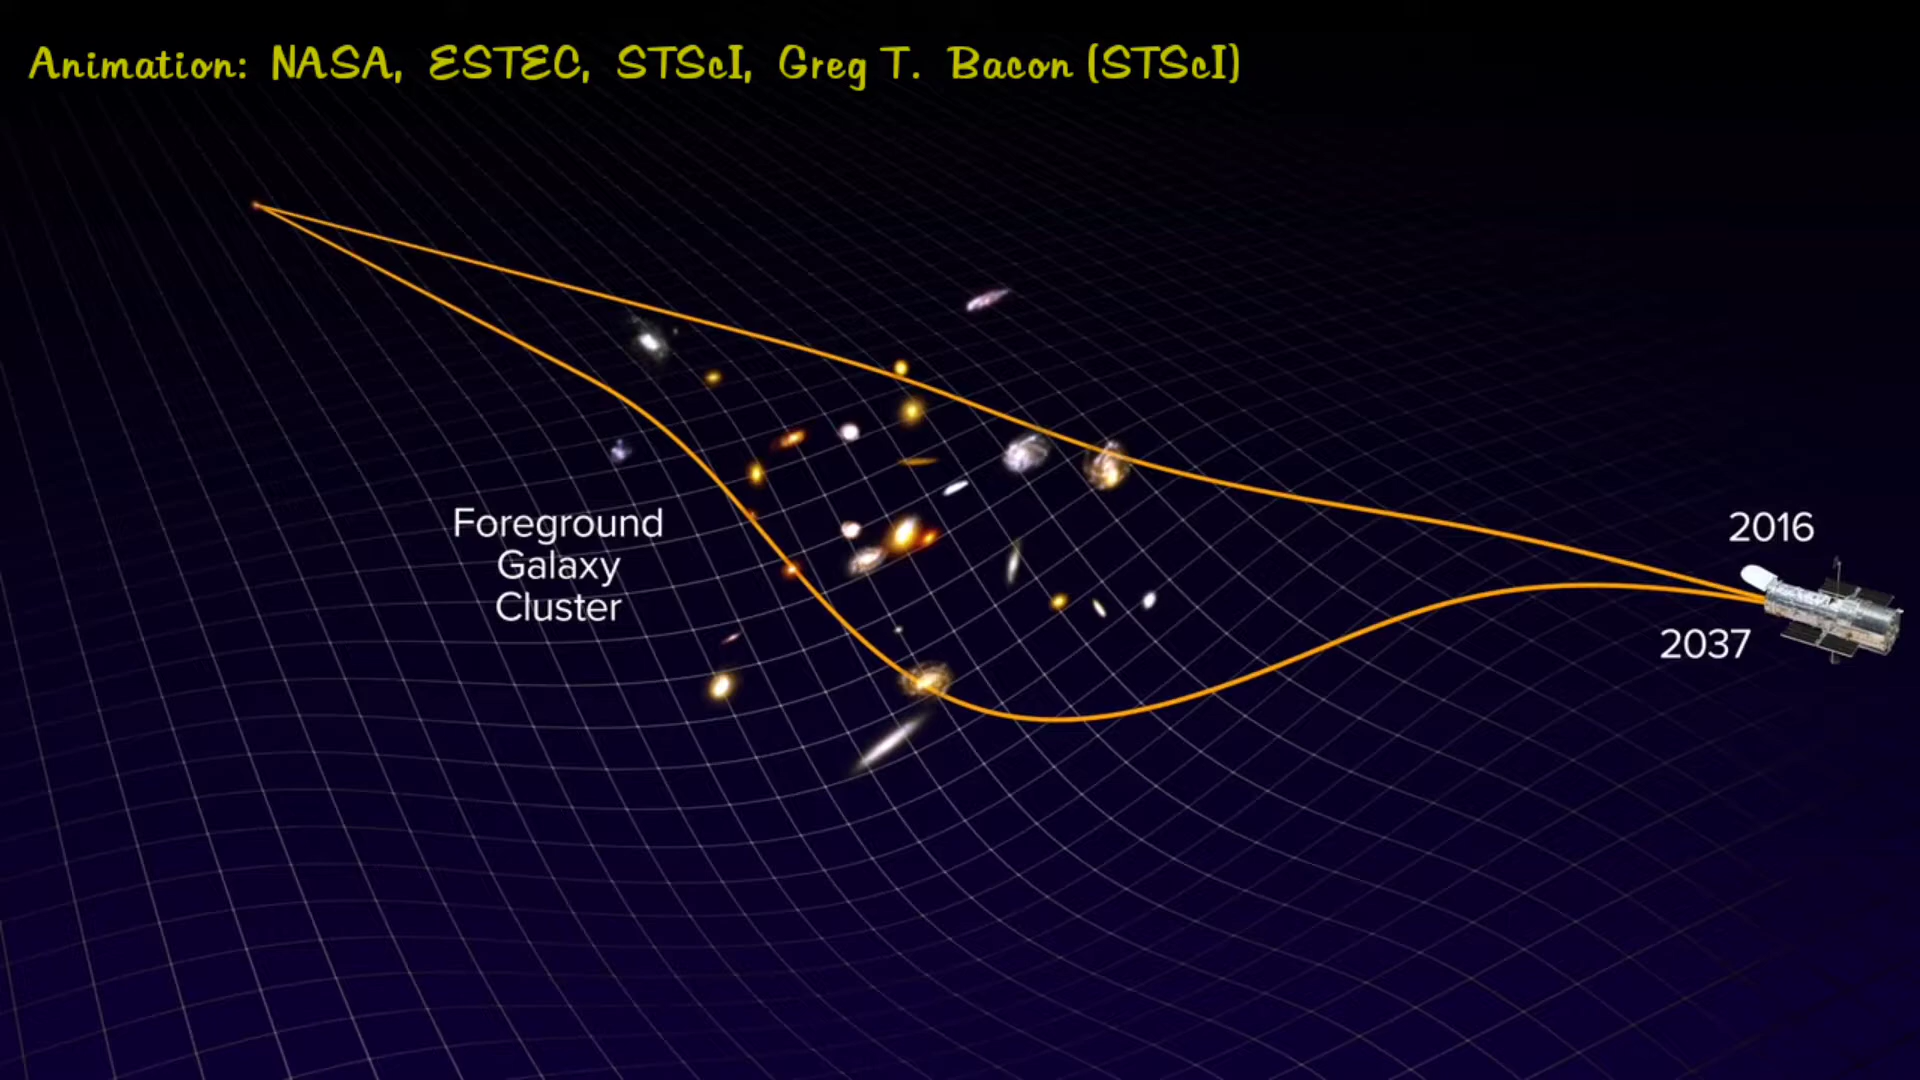 Animation: NASA, ESTEC, STScI, Greg T. Bacon (STScI)
Foreground
Galaxy
Cluster
2016
2037